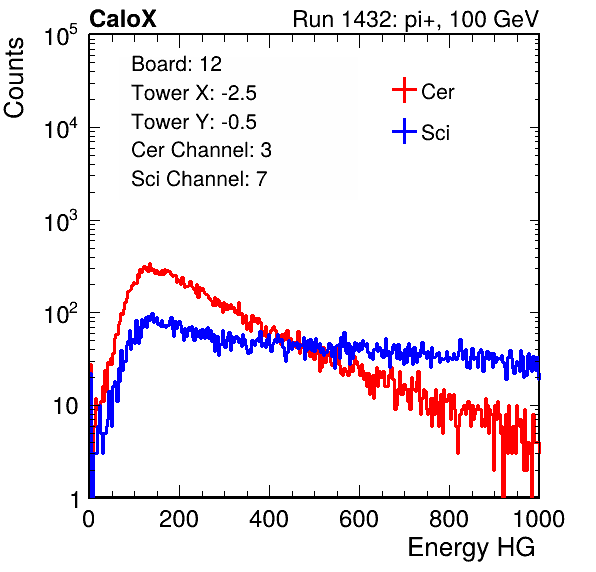 CaloX Run 1432: pi+, 100 GeV
Counts
Board: 12
Tower X: -2.5
Tower Y: -0.5
Cer Channel: 3
Sci Channel: 7
Cer
Sci
10^5
10^4
10^3
10^2
10
1
0 200 400 600 800 1000
Energy HG